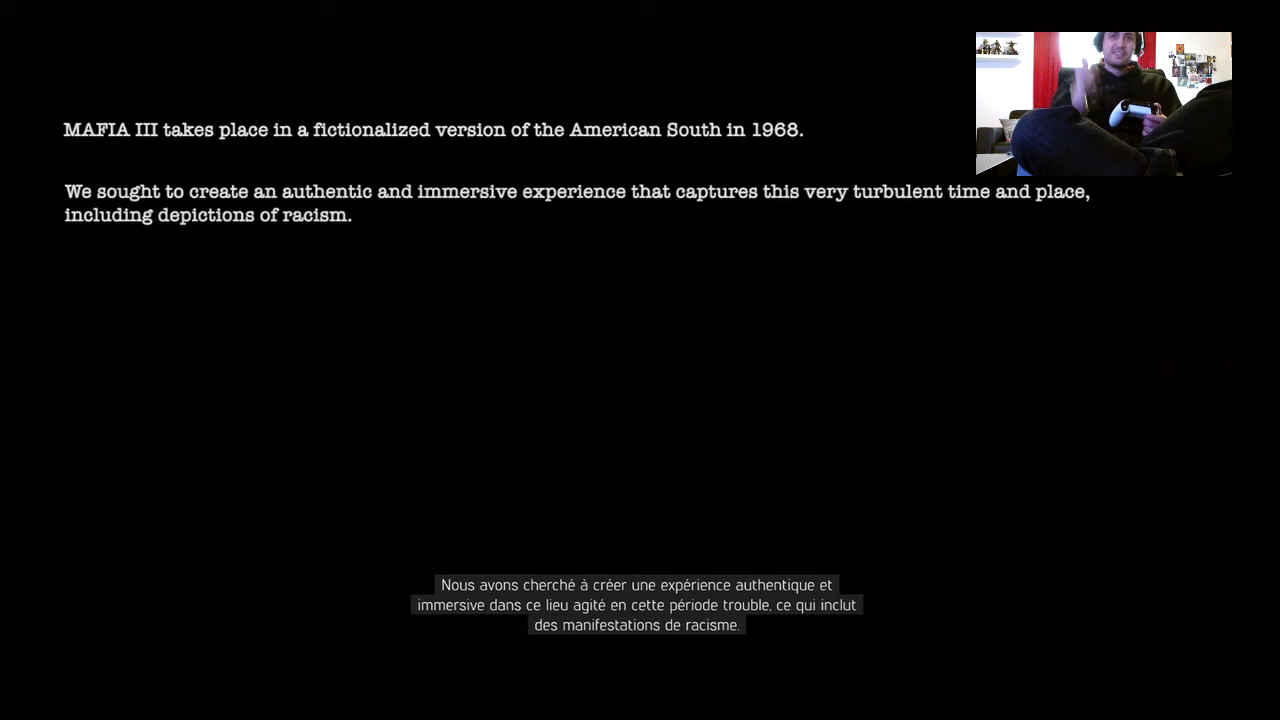 MAFIA III takes place in a fictionalized version of the American South in 1968.
We sought to create an authentic and immersive experience that captures this very turbulent time and place,
including depictions of racism.
Nous avons cherché à créer une expérience authentique et
immersive dans ce lieu agité en cette période trouble, ce qui inclut
des manifestations de racisme.